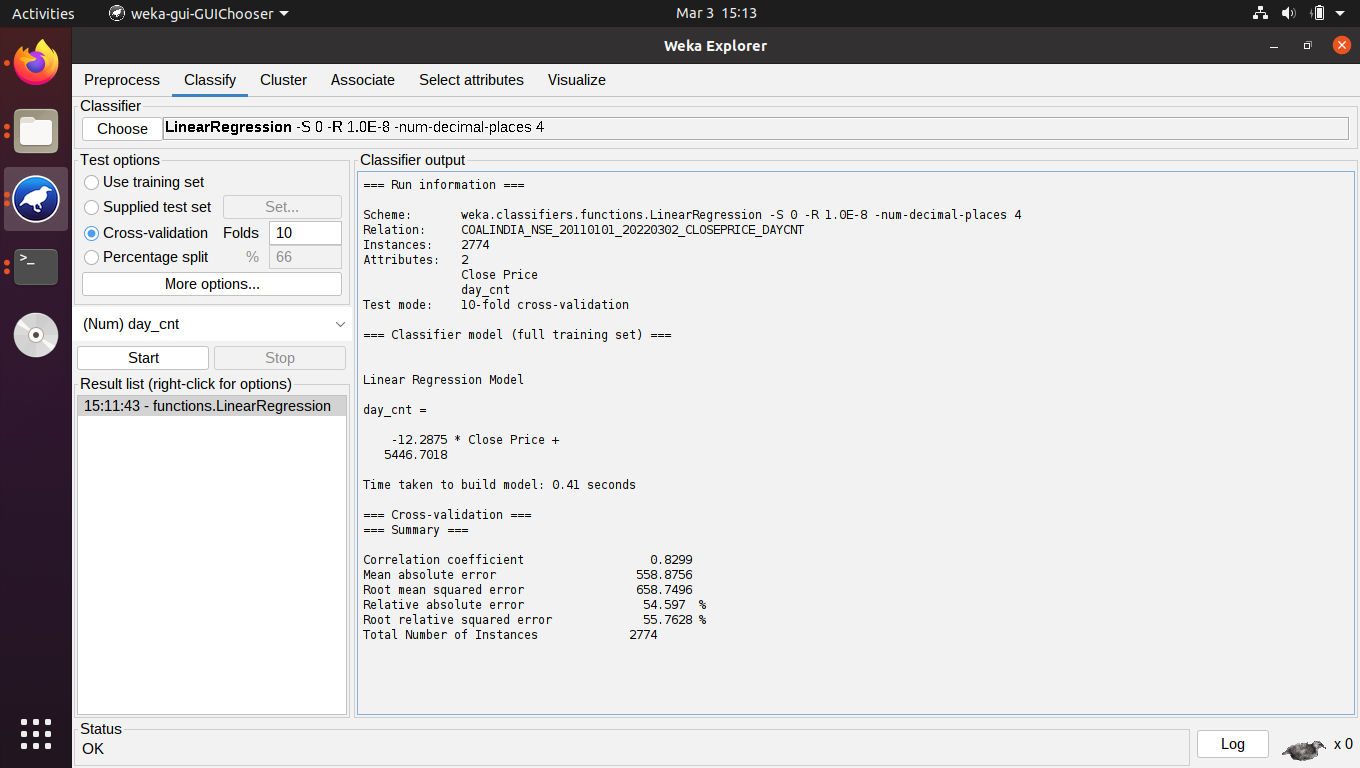 Activities weka-gui-GUIChooser Mar 3 15:13
Weka Explorer
Preprocess Classify Cluster Associate Select attributes Visualize
Classifier
Choose LinearRegression -S 0 -R 1.0E-8 -num-decimal-places 4
Test options
Use training set
Supplied test set Set...
Cross-validation Folds 10
Percentage split % 66
More options...
(Num) day_cnt
Start Stop
Result list (right-click for options)
15:11:43 - functions.LinearRegression
Classifier output
=== Run information ===
Scheme: weka.classifiers.functions.LinearRegression -S 0 -R 1.0E-8 -num-decimal-places 4
Relation: COALINDIA_NSE_20110101_20220302_CLOSEPRICE_DAYCNT
Instances: 2774
Attributes: 2
Close Price
day_cnt
Test mode: 10-fold cross-validation
=== Classifier model (full training set) ===
Linear Regression Model
day_cnt =
-12.2875 * Close Price +
5446.7018
Time taken to build model: 0.41 seconds
=== Cross-validation ===
=== Summary ===
Correlation coefficient 0.8299
Mean absolute error 558.8756
Root mean squared error 658.7496
Relative absolute error 54.597 %
Root relative squared error 55.7628 %
Total Number of Instances 2774
Status
OK
Log x 0